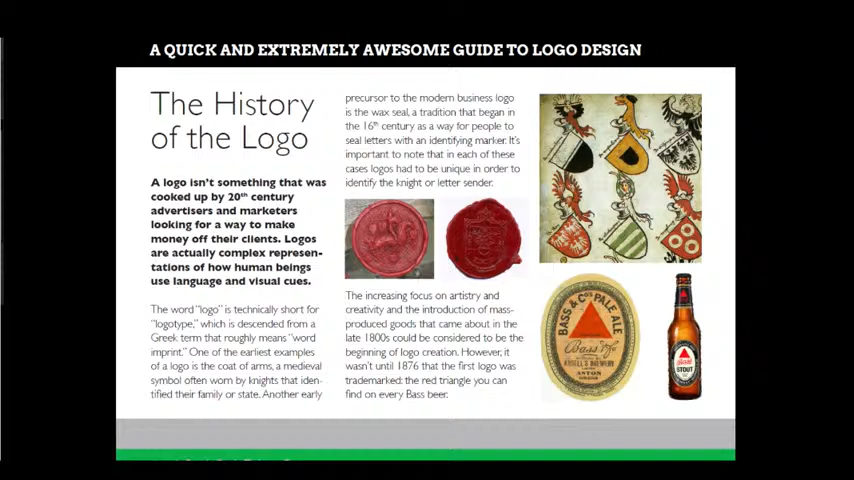 A QUICK AND EXTREMELY AWESOME GUIDE TO LOGO DESIGN
The History
of the Logo
A logo isn't something that was
cooked up by 20th century
advertisers and marketers
looking for a way to make
money off their clients. Logos
are actually complex represen-
tations of how human beings
use language and visual cues.
The word "logo" is technically short for
"logotype," which is descended from a
Greek term that roughly means "word
imprint." One of the earliest examples
of a logo is the coat of arms, a medieval
symbol often worn by knights that iden-
tified their family or state. Another early
precursor to the modern business logo
is the wax seal, a tradition that began in
the 16th century as a way for people to
seal letters with an identifying marker. It's
important to note that in each of these
cases logos had to be unique in order to
identify the knight or letter sender.
The increasing focus on artistry and
creativity and the introduction of mass-
produced goods that came about in the
late 1800s could be considered to be the
beginning of logo creation. However, it
wasn't until 1876 that the first logo was
trademarked: the red triangle you can
find on every Bass beer.
BASS & Co's PALE ALE
ASTON
STOUT